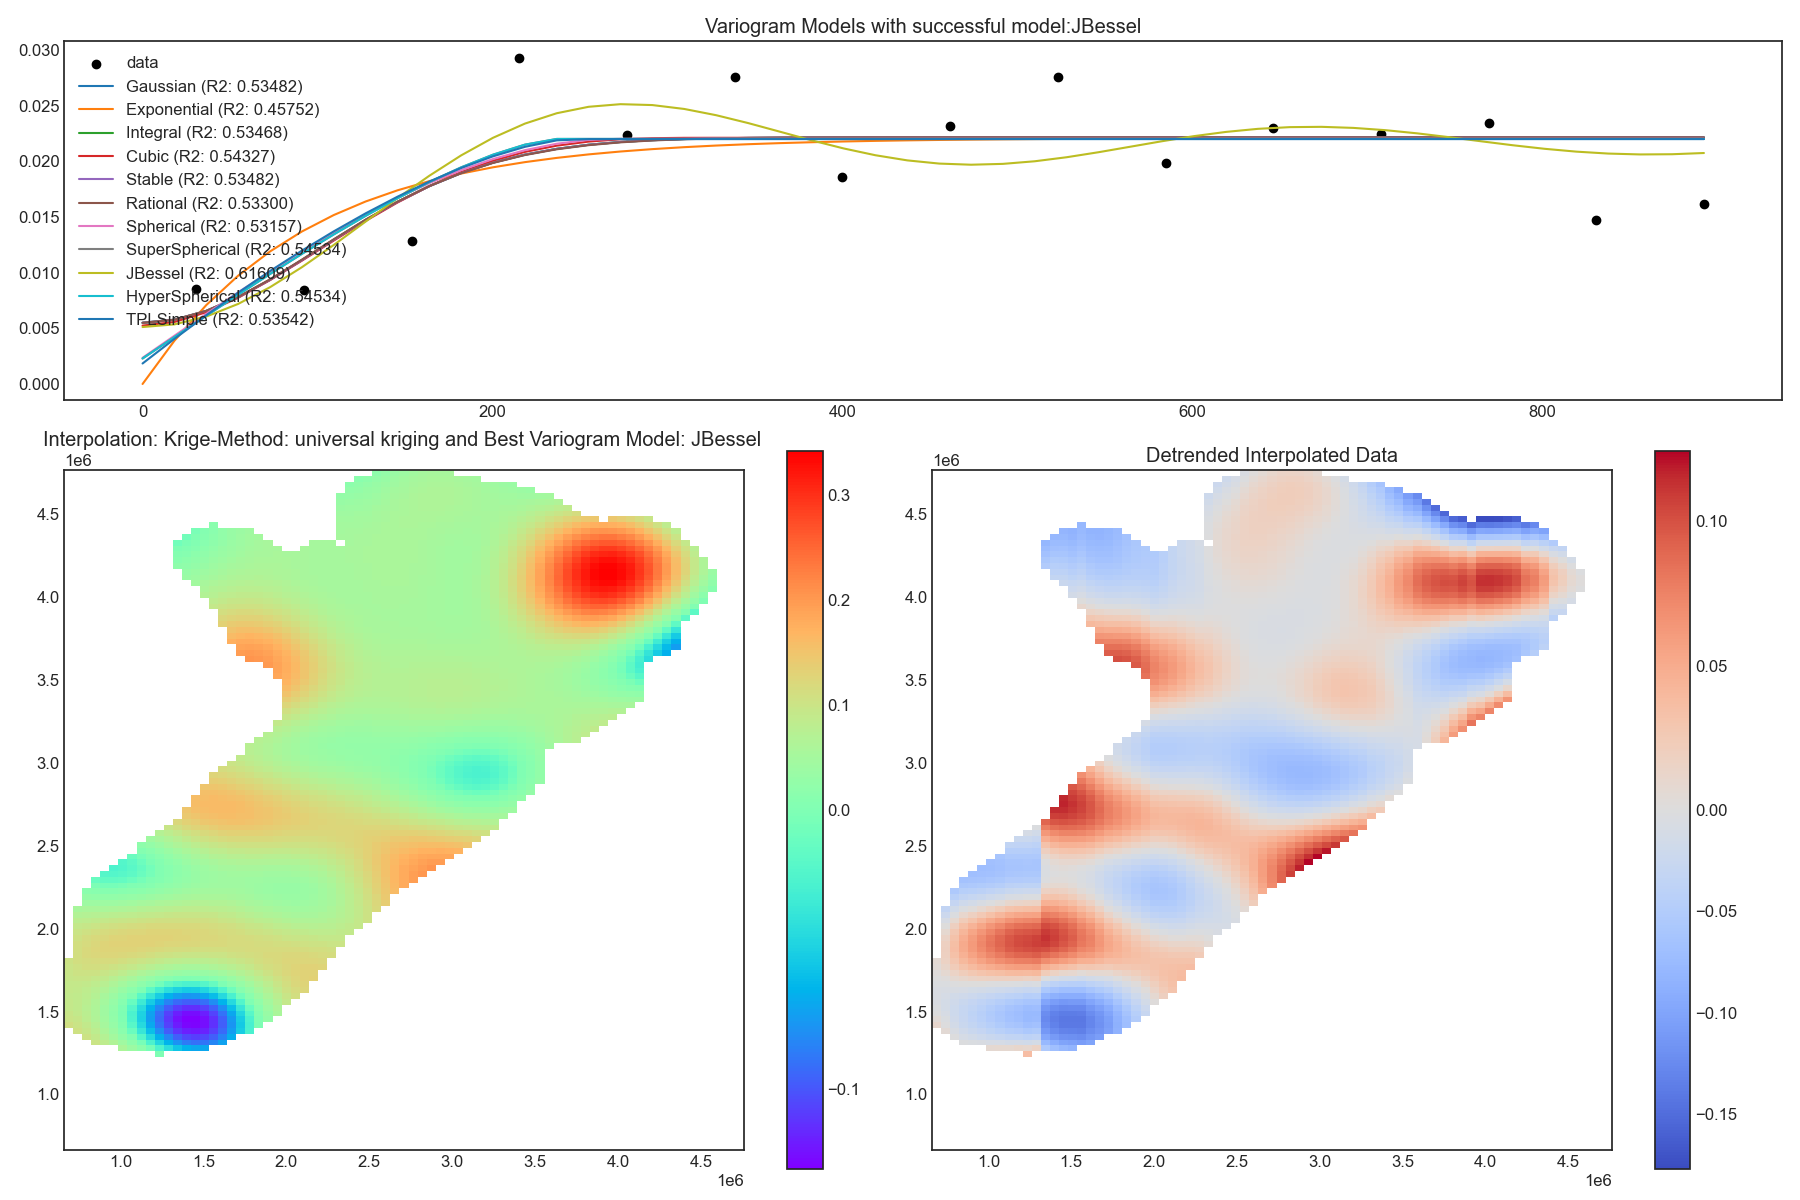 Variogram Models with successful model:JBessel
0.030
0.025
0.020
0.015
0.010
0.005
0.000
data
Gaussian (R2: 0.53482)
Exponential (R2: 0.45752)
Integral (R2: 0.53468)
Cubic (R2: 0.54327)
Stable (R2: 0.53482)
Rational (R2: 0.53300)
Spherical (R2: 0.53157)
SuperSpherical (R2: 0.54534)
JBessel (R2: 0.61609)
HyperSpherical (R2: 0.54534)
TPLSimple (R2: 0.53542)
0 200 400 600 800
Interpolation: Krige-Method: universal kriging and Best Variogram Model: JBessel
1e6
4.5
4.0
3.5
3.0
2.5
2.0
1.5
1.0
1.0 1.5 2.0 2.5 3.0 3.5 4.0 4.5
1e6
0.3
0.2
0.1
0.0
−0.1
Detrended Interpolated Data
1e6
4.5
4.0
3.5
3.0
2.5
2.0
1.5
1.0
1.0 1.5 2.0 2.5 3.0 3.5 4.0 4.5
1e6
0.10
0.05
0.00
−0.05
−0.10
−0.15